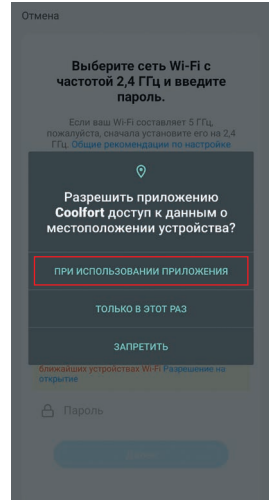 Отмена
Выберите сеть Wi-Fi с
частотой 2,4 ГГц и введите
пароль.
Если ваш Wi-Fi составляет 5 ГГц,
пожалуйста, сначала установите его на 2,4
ГГц. Общие рекомендации по настройке
Разрешить приложению
Coolfort доступ к данным о
местоположении устройства?
ПРИ ИСПОЛЬЗОВАНИИ ПРИЛОЖЕНИЯ
ТОЛЬКО В ЭТОТ РАЗ
ЗАПРЕТИТЬ
ближайших устройствах Wi-Fi Разрешение на
открытие
Пароль